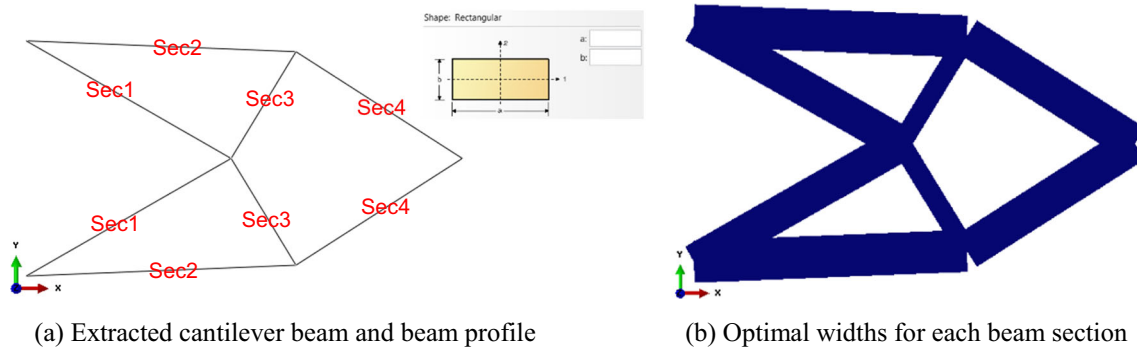 Shape: Rectangular
a:
b:
2
1
b
a
Sec2
Sec1
Sec3
Sec4
Sec1
Sec3
Sec4
Sec2
Y
X
Y
X
(a) Extracted cantilever beam and beam profile
(b) Optimal widths for each beam section